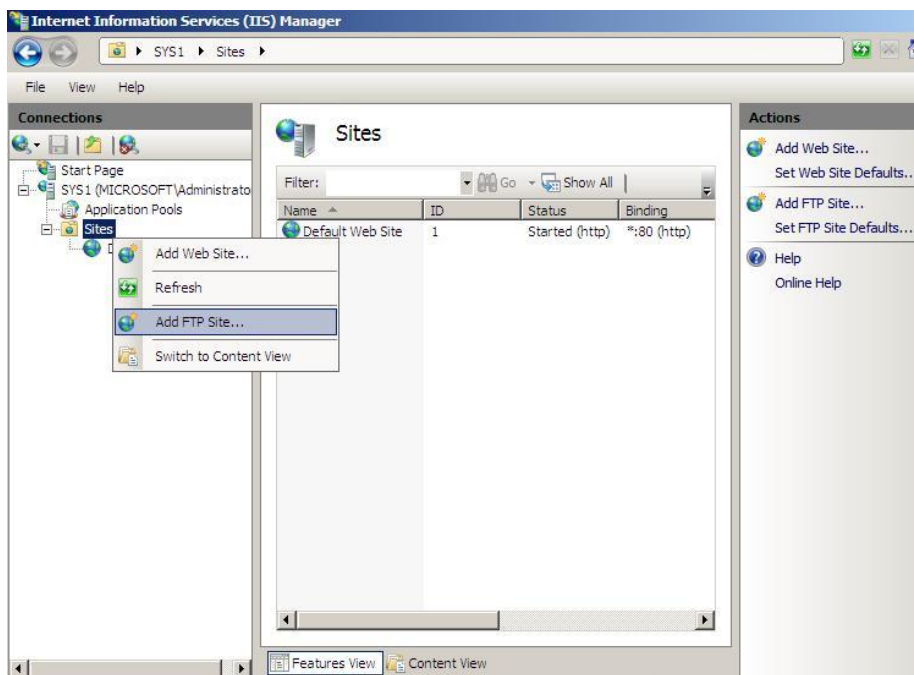 Internet Information Services (IIS) Manager
SYS1 Sites
File View Help
Connections
Start Page
SYS1 (MICROSOFT\Administrato
Application Pools
Sites
D
Add Web Site...
Refresh
Add FTP Site...
Switch to Content View
Sites
Filter: Go Show All
Name ID Status Binding
Default Web Site 1 Started (http) *:80 (http)
Features View Content View
Actions
Add Web Site...
Set Web Site Defaults...
Add FTP Site...
Set FTP Site Defaults...
Help
Online Help